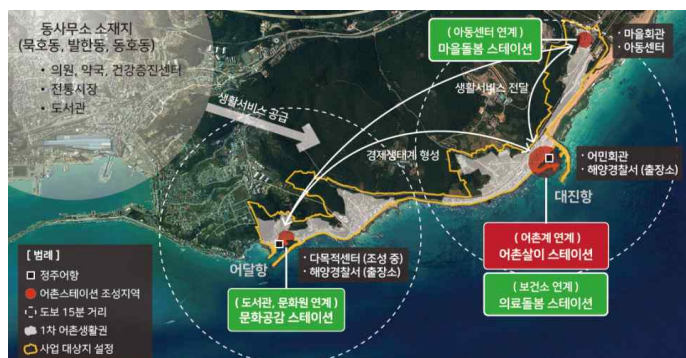 동사무소 소재지
(묵호동, 발한동, 동호동)
• 의원, 약국, 건강증진센터
• 전통시장
• 도서관
생활서비스 공급
( 아동센터 연계 )
마을돌봄 스테이션
• 마을회관
• 아동센터
생활서비스 전달
경제생태계 형성
• 어민회관
• 해양경찰서 (출장소)
대진항
( 어촌계 연계 )
어촌살이 스테이션
( 보건소 연계 )
의료돌봄 스테이션
• 다목적센터 (조성 중)
• 해양경찰서 (출장소)
어달항
( 도서관, 문화원 연계 )
문화공감 스테이션
[ 범례 ]
정주어항
어촌스테이션 조성지역
도보 15분 거리
1차 어촌생활권
사업 대상지 설정